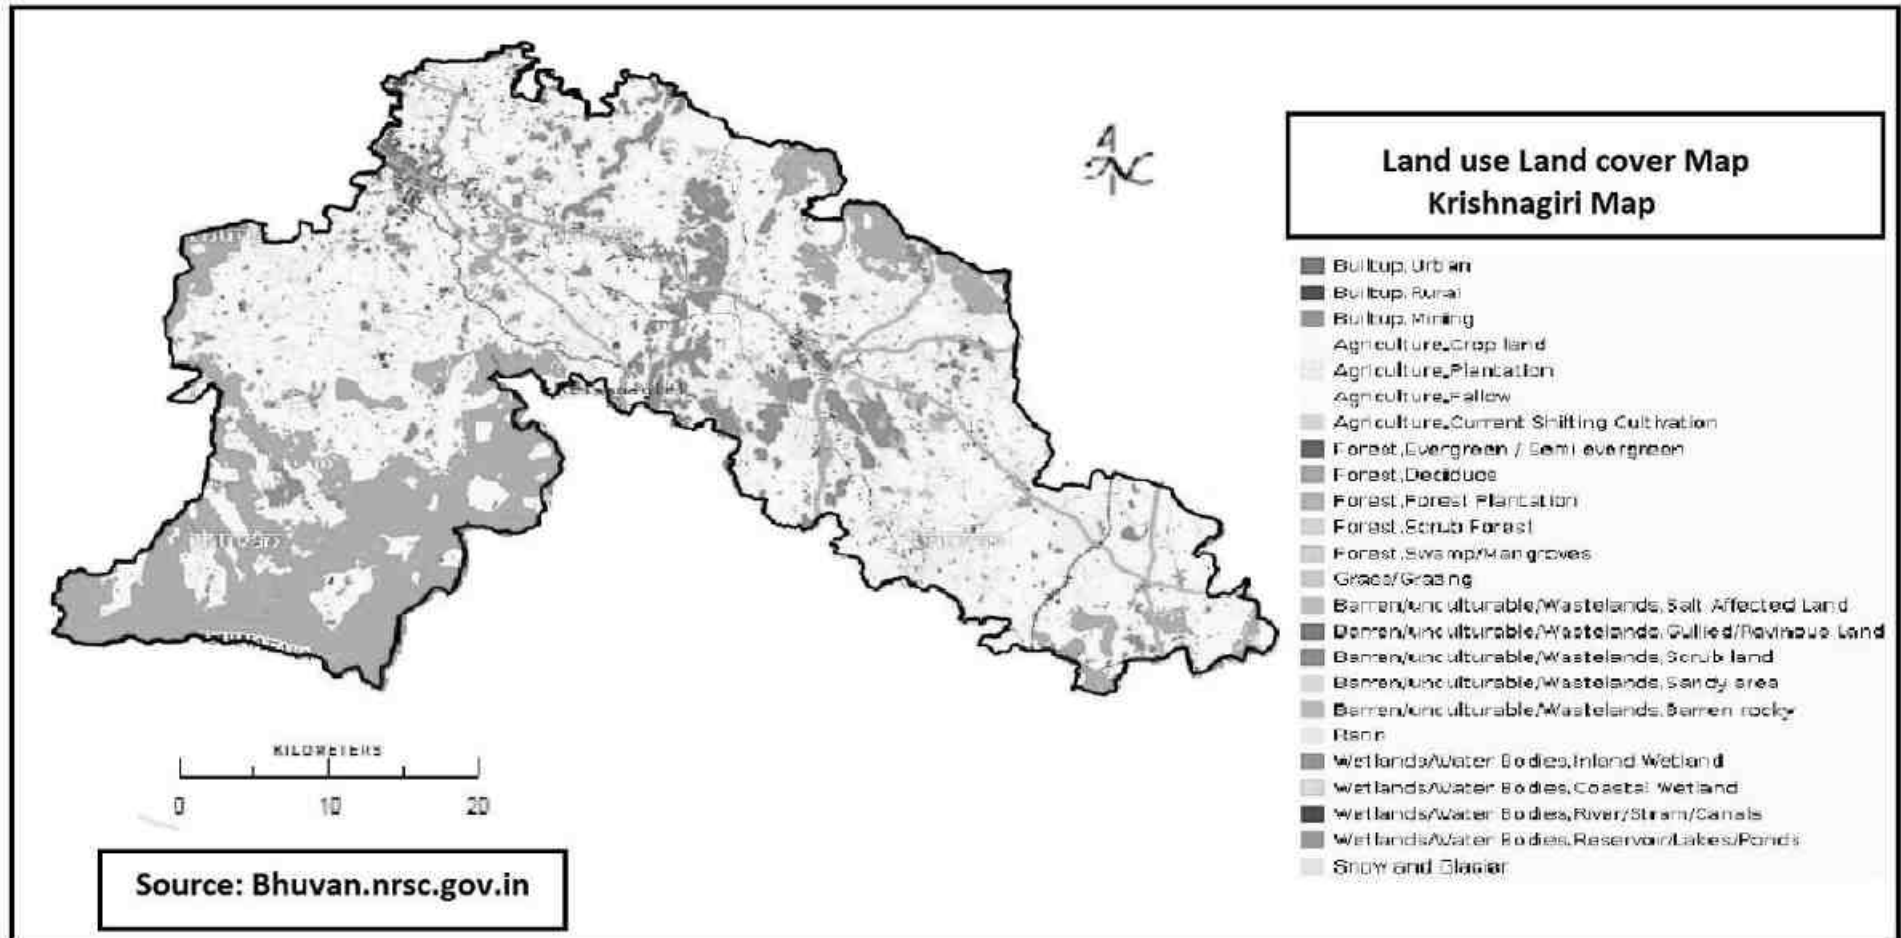 Land use Land cover Map
Krishnagiri Map
Builtup,Urban
Builtup,Rural
Builtup,Mining
Agriculture,Crop land
Agriculture,Plantation
Agriculture,Fallow
Agriculture,Current Shifting Cultivation
Forest,Evergreen / Semi evergreen
Forest,Deciduos
Forest,Forest Plantation
Forest,Scrub Forest
Forest,Swamp/Mangroves
Grass/Grazing
Barren/unculturable/Wastelands,Salt Affected Land
Barren/unculturable/Wastelands,Gullied/Ravinous Land
Barren/unculturable/Wastelands,Scrub land
Barren/unculturable/Wastelands,Sandy area
Barren/unculturable/Wastelands,Barren rocky
Rann
Wetlands/Water Bodies,Inland Wetland
Wetlands/Water Bodies,Coastal Wetland
Wetlands/Water Bodies,River/Stram/Canals
Wetlands/Water Bodies,Reservoir/Lakes/Ponds
Snow and Glacier
KILOMETERS
0 10 20
Source: Bhuvan.nrsc.gov.in